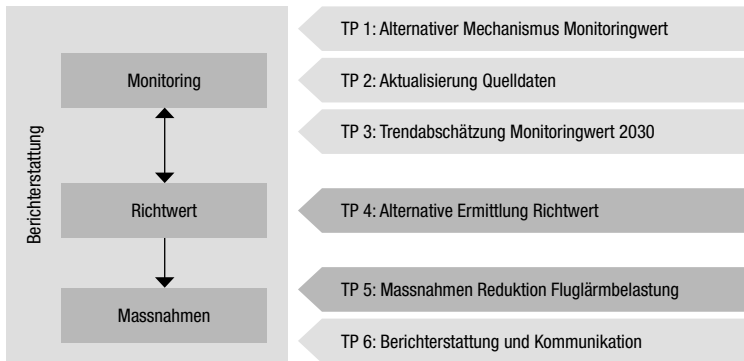 Berichterstattung
Monitoring
Richtwert
Massnahmen
TP 1: Alternativer Mechanismus Monitoringwert
TP 2: Aktualisierung Quelldaten
TP 3: Trendabschätzung Monitoringwert 2030
TP 4: Alternative Ermittlung Richtwert
TP 5: Massnahmen Reduktion Fluglärmbelastung
TP 6: Berichterstattung und Kommunikation